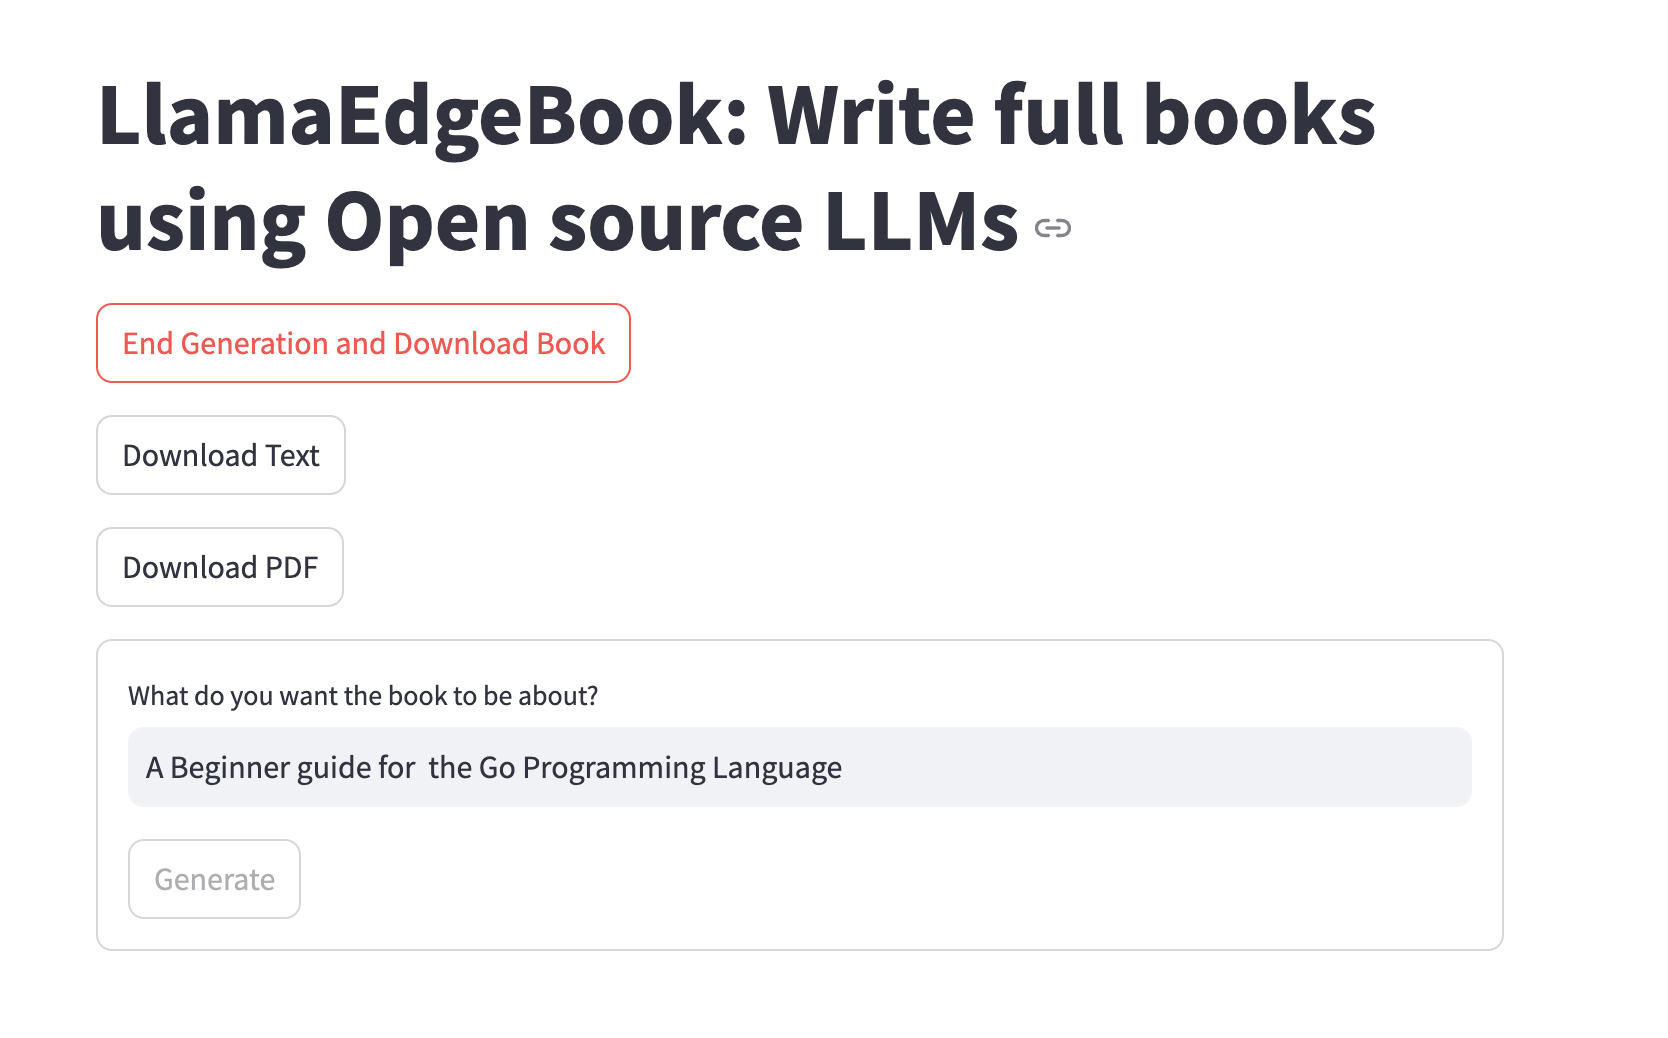 LlamaEdgeBook: Write full books
using Open source LLMs
End Generation and Download Book
Download Text
Download PDF
What do you want the book to be about?
A Beginner guide for  the Go Programming Language
Generate